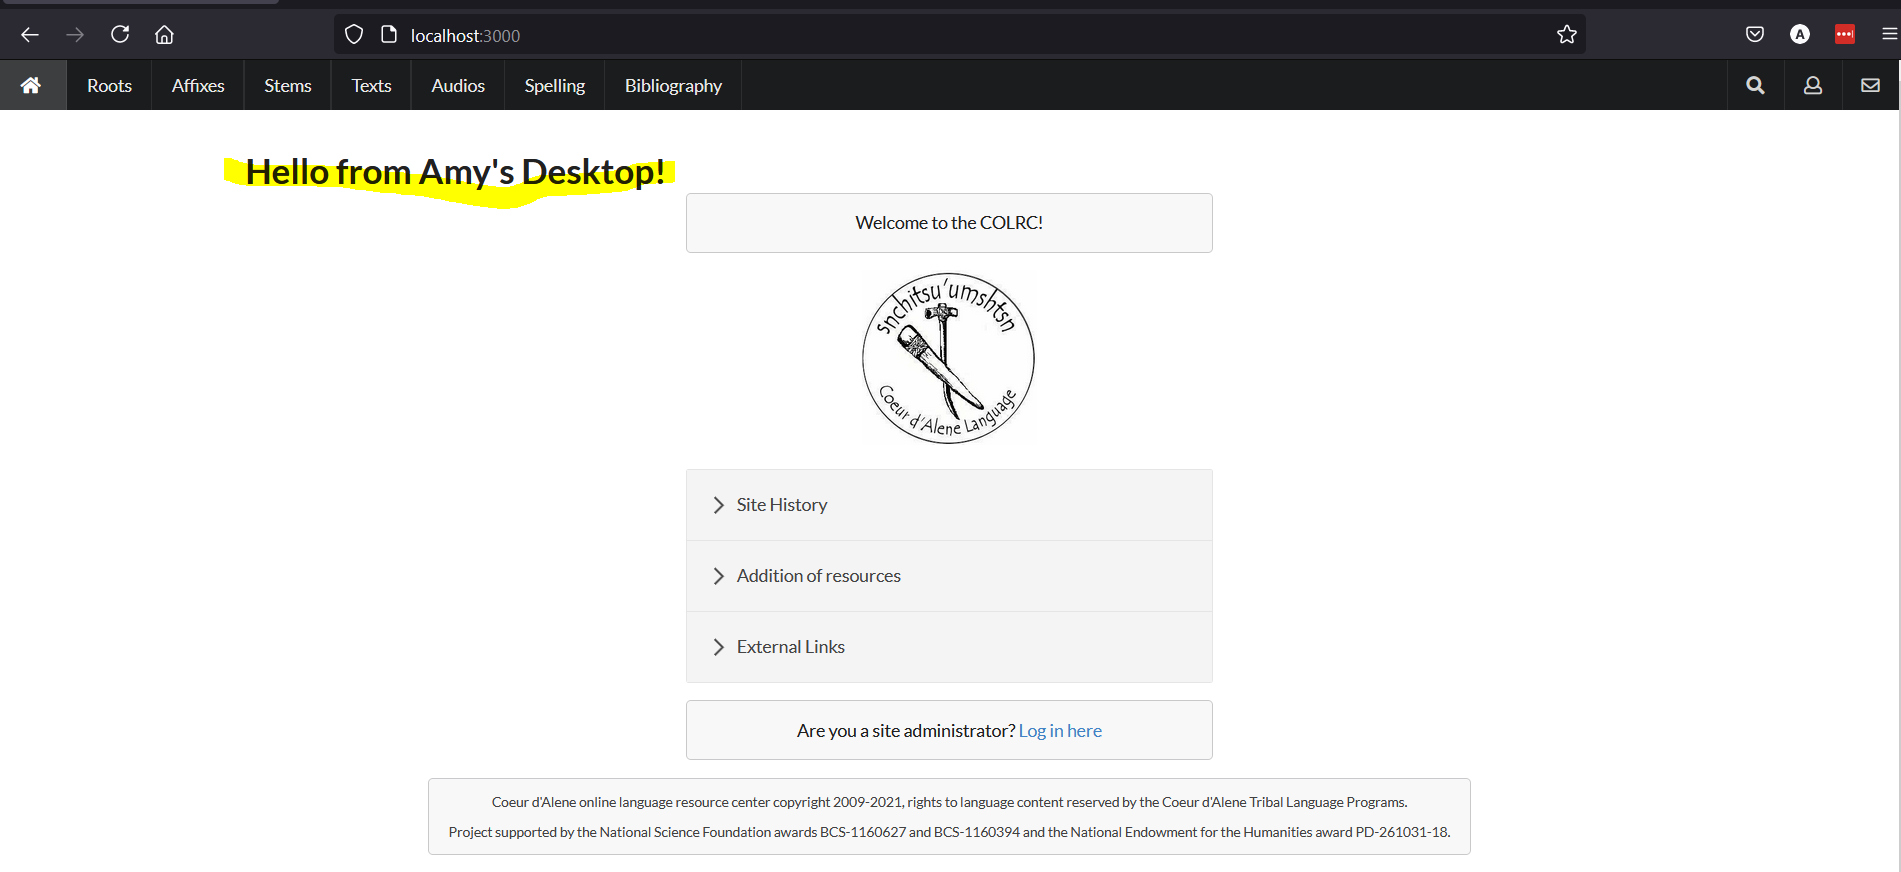 localhost:3000
A
Roots Affixes Stems Texts Audios Spelling Bibliography
Hello from Amy's Desktop!
Welcome to the COLRC!
snchitsu'umshtsn
Coeur d'Alene Language
Site History
Addition of resources
External Links
Are you a site administrator? Log in here
Coeur d'Alene online language resource center copyright 2009-2021, rights to language content reserved by the Coeur d'Alene Tribal Language Programs.
Project supported by the National Science Foundation awards BCS-1160627 and BCS-1160394 and the National Endowment for the Humanities award PD-261031-18.